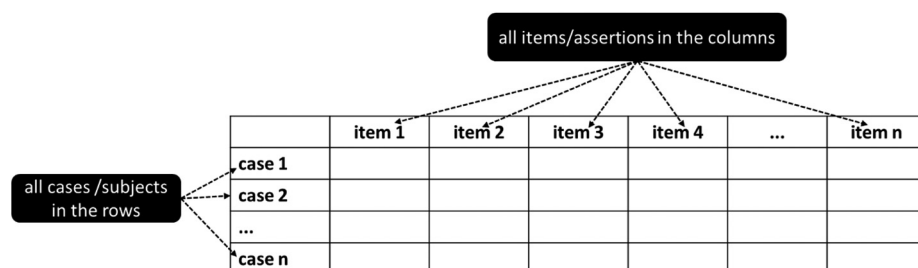 all items/assertions in the columns
item 1 item 2 item 3 item 4 ... item n
case 1
all cases /subjects
in the rows
case 2
...
case n